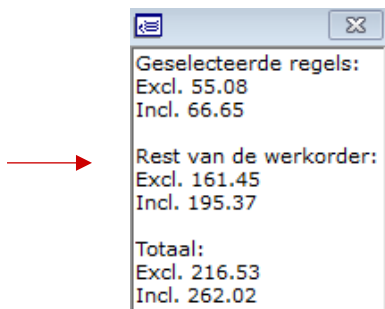 Geselecteerde regels:
Excl. 55.08
Incl. 66.65
Rest van de werkorder:
Excl. 161.45
Incl. 195.37
Totaal:
Excl. 216.53
Incl. 262.02